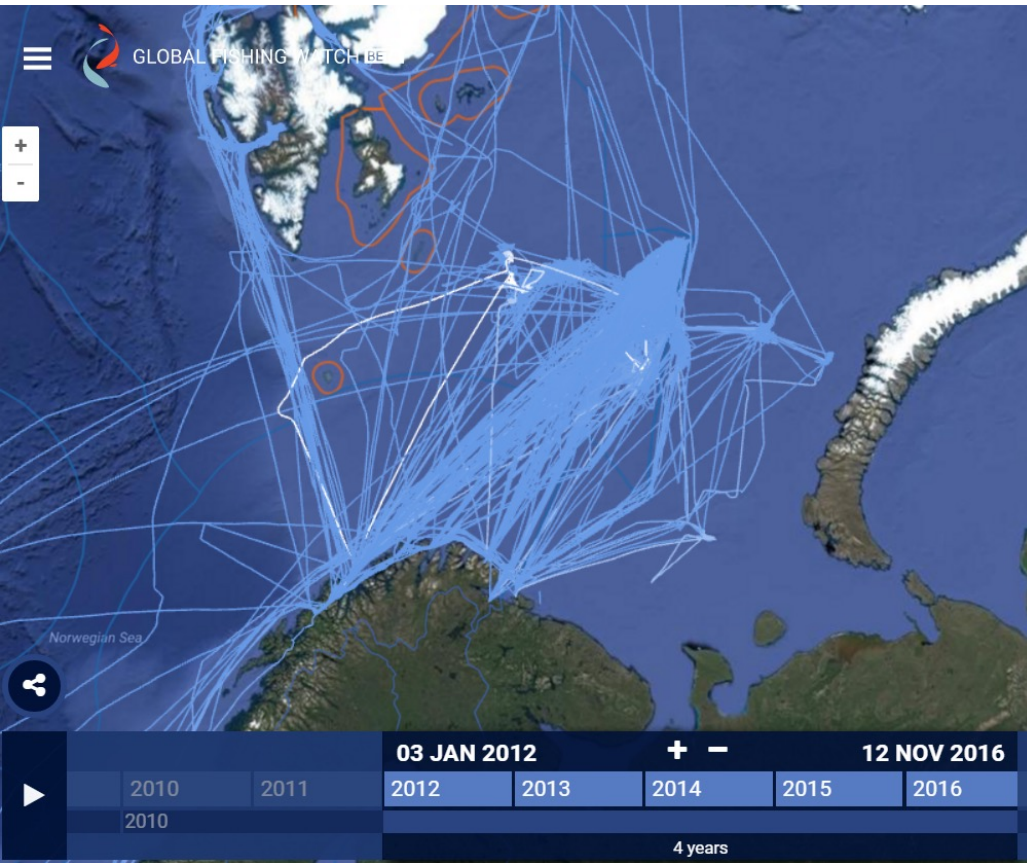 GLOBAL FISHING WATCH BE
+
-
Norwegian Sea
03 JAN 2012
+ −
12 NOV 2016
2010 2011 2012 2013 2014 2015 2016
2010
4 years